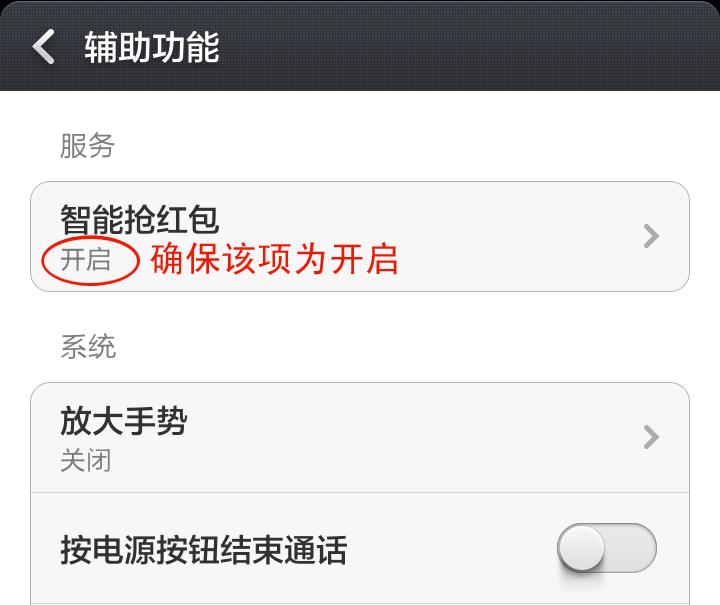 辅助功能
服务
智能抢红包
开启 确保该项为开启
系统
放大手势
关闭
按电源按钮结束通话